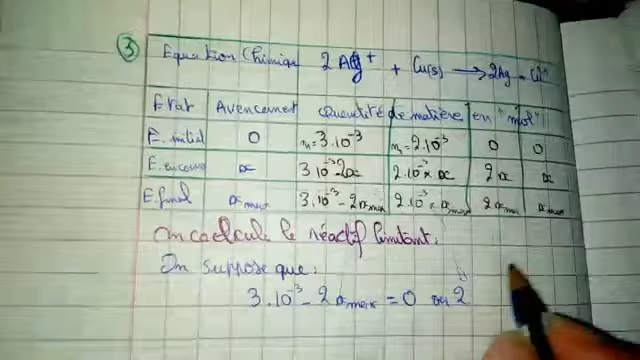 3
Equation Chimique 2 Ag⁺ + Cu(s) → 2Ag + Cu²⁺
Etat Avencement Quantité de matière en "mol"
E. initial 0 n₁=3.10⁻³ n₂=2.10⁻³ 0 0
E. encours x 3.10⁻³-2x 2.10⁻³-x 2x x
E. final xmax 3.10⁻³-2xmax 2.10⁻³-xmax 2xmax xmax
on calcule le réactif limitant.
On suppose que:
3.10⁻³-2xmax=0 ou 2